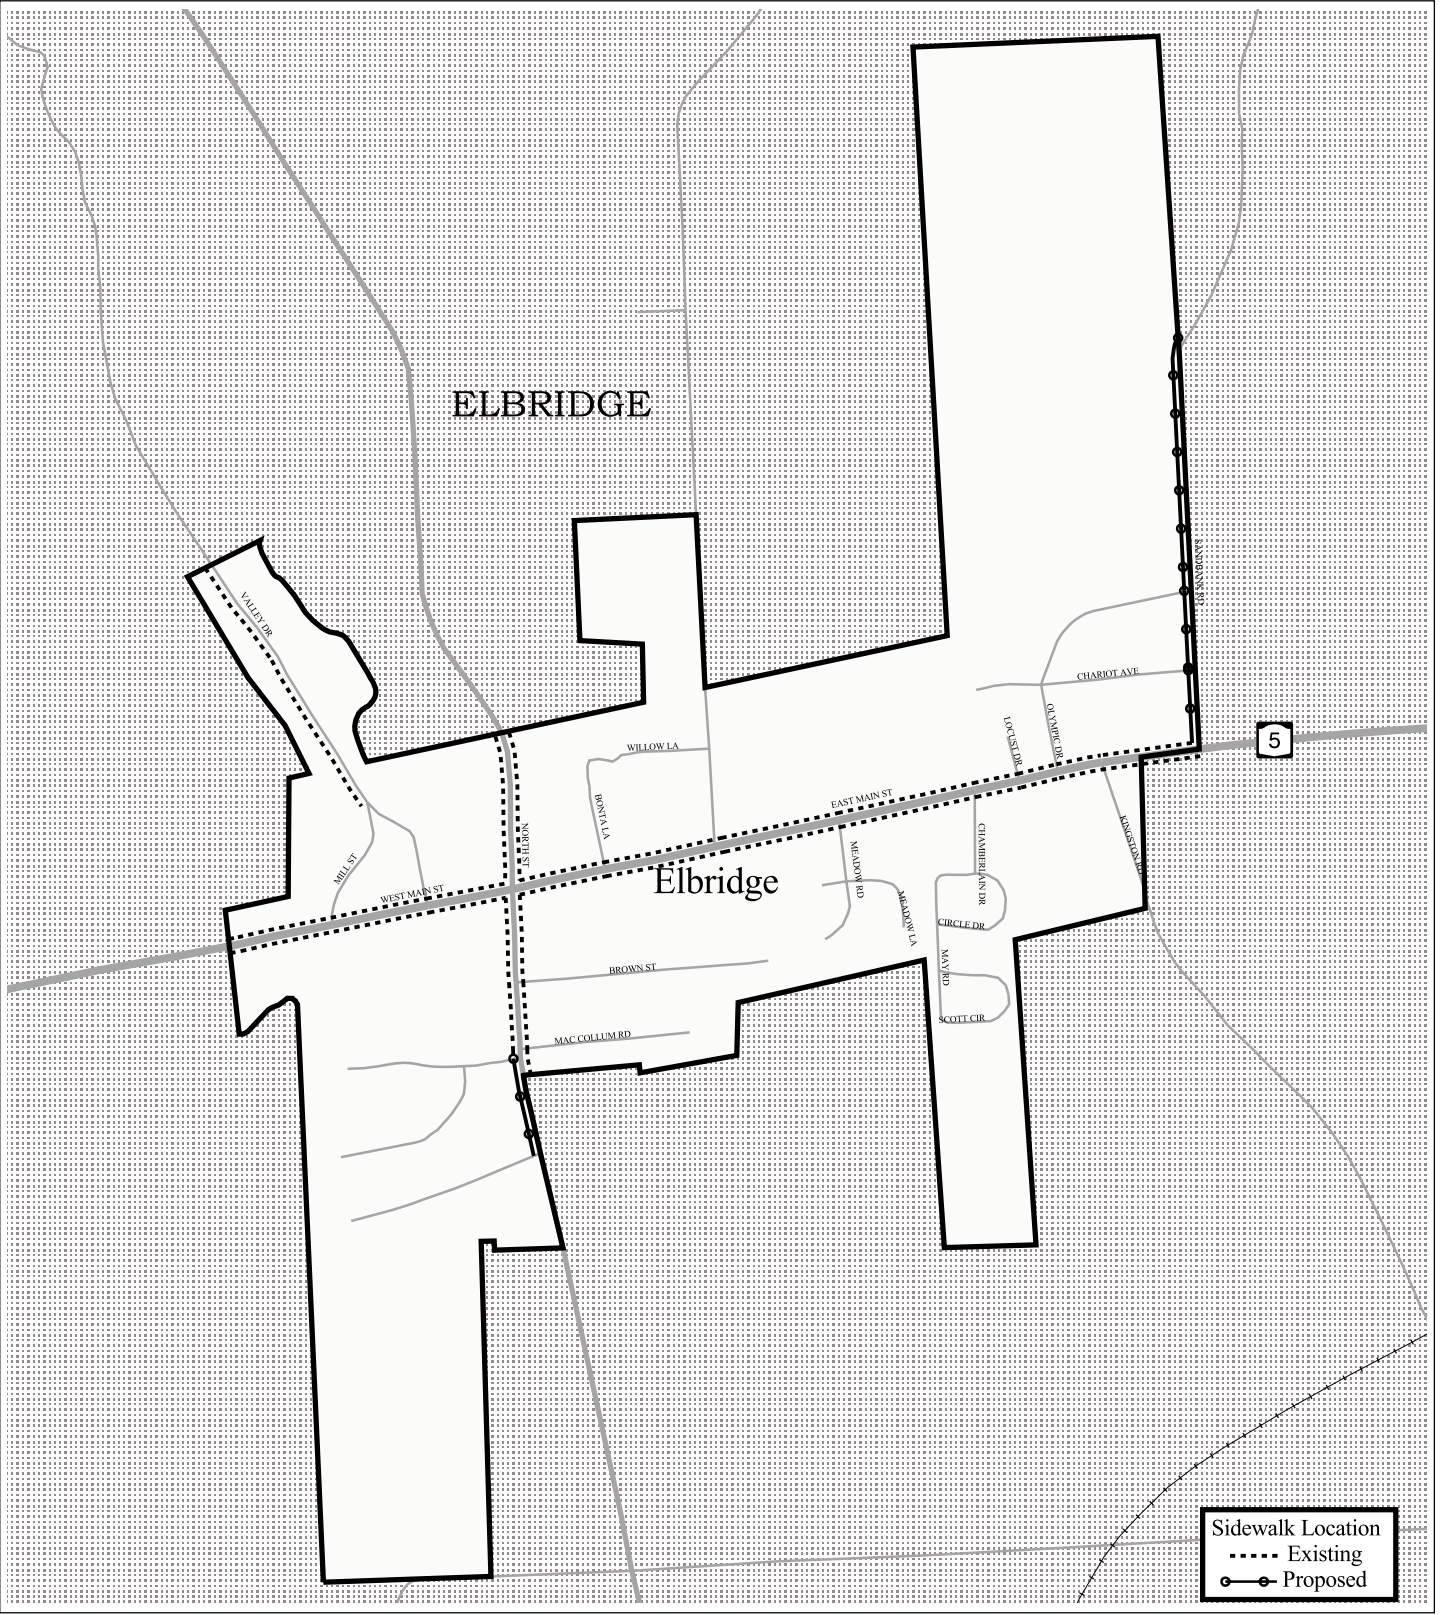 ELBRIDGE
SANDBANK RD
VALLEY DR
CHARIOT AVE
LOCUST DR
OLYMPIC DR
5
WILLOW LA
BONTA LA
EAST MAIN ST
NORTH ST
KINGSTON RD
MILL ST
WEST MAIN ST
Elbridge
MEADOW RD
MEADOW LA
CHAMBERLAIN DR
CIRCLE DR
BROWN ST
MAY RD
SCOTT CIR
MAC COLLUM RD
Sidewalk Location
Existing
Proposed